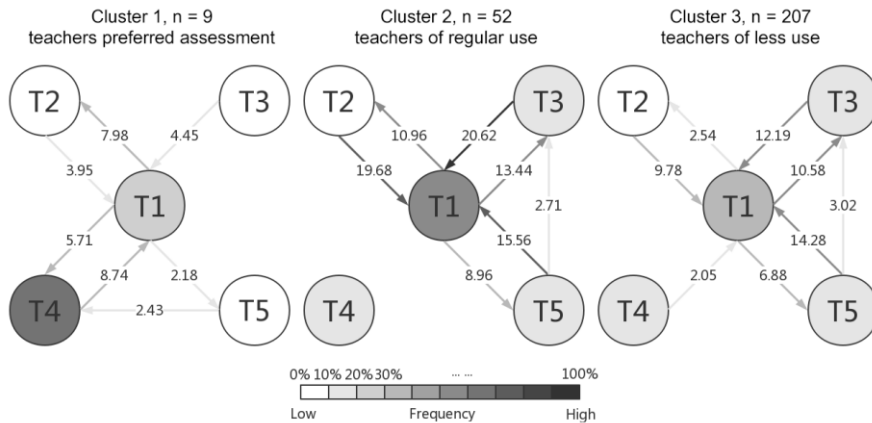 Cluster 1, n = 9
teachers preferred assessment
Cluster 2, n = 52
teachers of regular use
Cluster 3, n = 207
teachers of less use
T2
T3
7.98
4.45
3.95
T1
5.71
8.74
2.18
T4
2.43
T5
T2
T3
10.96
20.62
19.68
13.44
T1
2.71
15.56
8.96
T4
T5
T2
T3
2.54
12.19
9.78
10.58
T1
3.02
14.28
2.05
6.88
T4
T5
0% 10% 20% 30% ... ... 100%
Low Frequency High